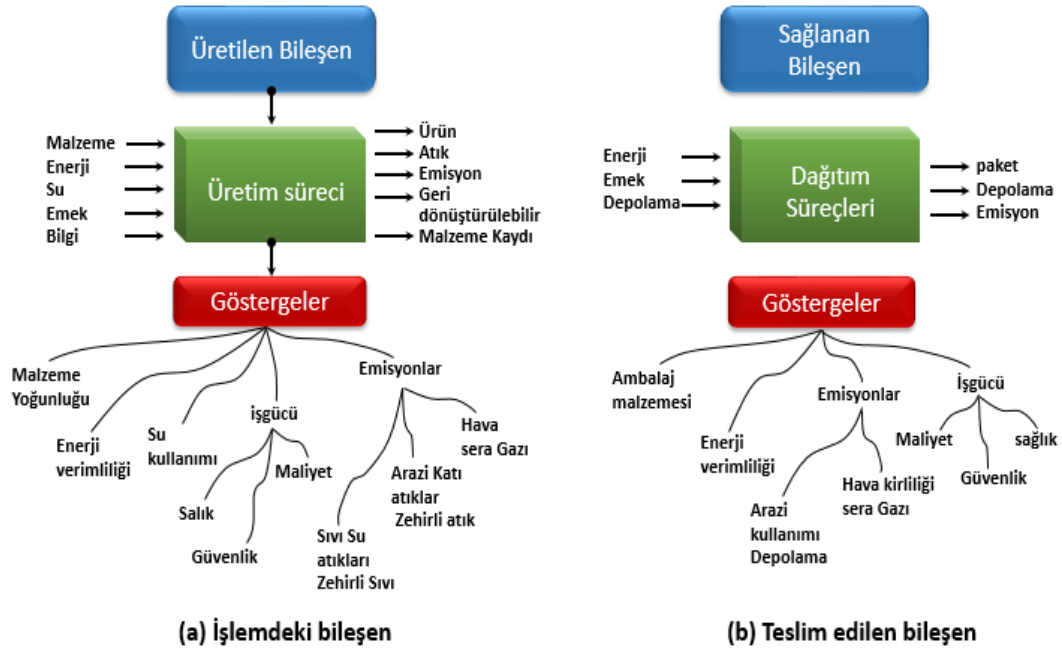 Üretilen Bileşen
Malzeme
Enerji
Su
Emek
Bilgi
Üretim süreci
Ürün
Atık
Emisyon
Geri
dönüştürülebilir
Malzeme Kaydı
Göstergeler
Malzeme
Yoğunluğu
Enerji
verimliliği
Su
kullanımı
işgücü
Salık
Güvenlik
Maliyet
Emisyonlar
Sıvı Su
atıkları
Zehirli Sıvı
Arazi Katı
atıklar
Zehirli atık
Hava
sera Gazı
(a) İşlemdeki bileşen
Sağlanan
Bileşen
Enerji
Emek
Depolama
Dağıtım
Süreçleri
paket
Depolama
Emisyon
Göstergeler
Ambalaj
malzemesi
Enerji
verimliliği
Emisyonlar
Arazi
kullanımı
Depolama
Hava kirliliği
sera Gazı
İşgücü
Maliyet
Güvenlik
sağlık
(b) Teslim edilen bileşen